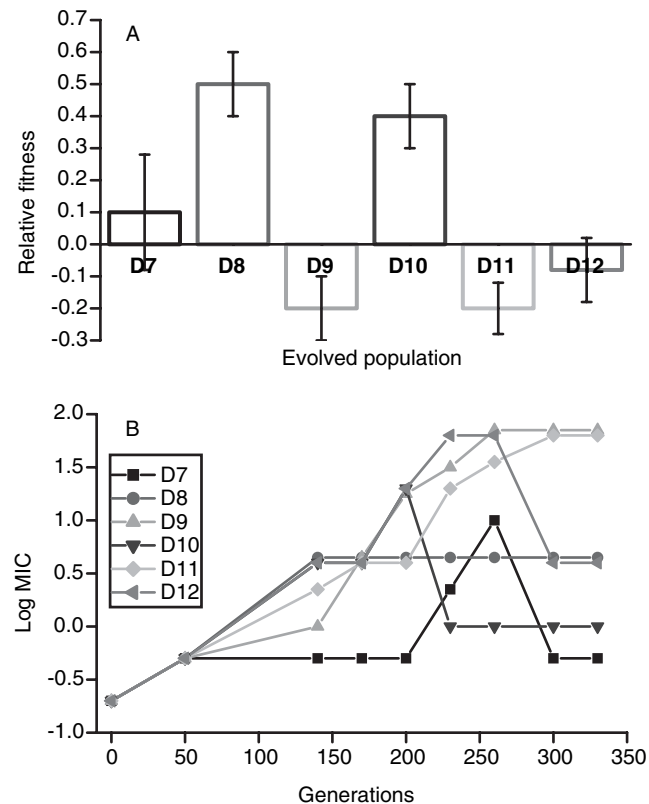 A
0.7
0.6
0.5
0.4
0.3
0.2
0.1
0.0
-0.1
-0.2
-0.3
Relative fitness
D7 D8 D9 D10 D11 D12
Evolved population
B
2.0
1.5
1.0
0.5
0.0
-0.5
-1.0
Log MIC
D7
D8
D9
D10
D11
D12
0 50 100 150 200 250 300 350
Generations